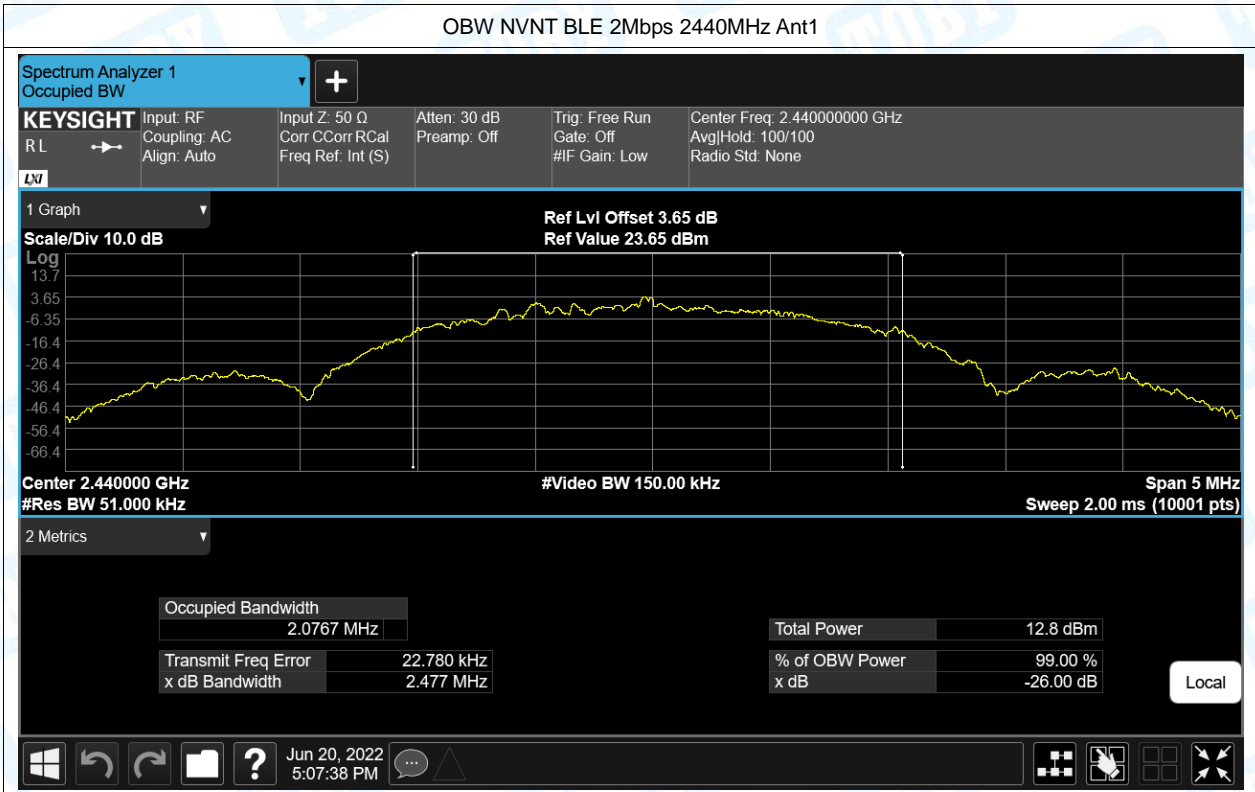 OBW NVNT BLE 2Mbps 2440MHz Ant1
Spectrum Analyzer 1
Occupied BW
+
KEYSIGHT
RL
LXI
Input: RF
Coupling: AC
Align: Auto
Input Z: 50 Ω
Corr CCorr RCal
Freq Ref: Int (S)
Atten: 30 dB
Preamp: Off
Trig: Free Run
Gate: Off
#IF Gain: Low
Center Freq: 2.440000000 GHz
Avg|Hold: 100/100
Radio Std: None
1 Graph
Scale/Div 10.0 dB
Ref Lvl Offset 3.65 dB
Ref Value 23.65 dBm
Log
13.7
3.65
-6.35
-16.4
-26.4
-36.4
-46.4
-56.4
-66.4
Center 2.440000 GHz
#Res BW 51.000 kHz
#Video BW 150.00 kHz
Span 5 MHz
Sweep 2.00 ms (10001 pts)
2 Metrics
Occupied Bandwidth
2.0767 MHz
Transmit Freq Error 22.780 kHz
x dB Bandwidth 2.477 MHz
Total Power 12.8 dBm
% of OBW Power 99.00 %
x dB -26.00 dB
Local
?
Jun 20, 2022
5:07:38 PM